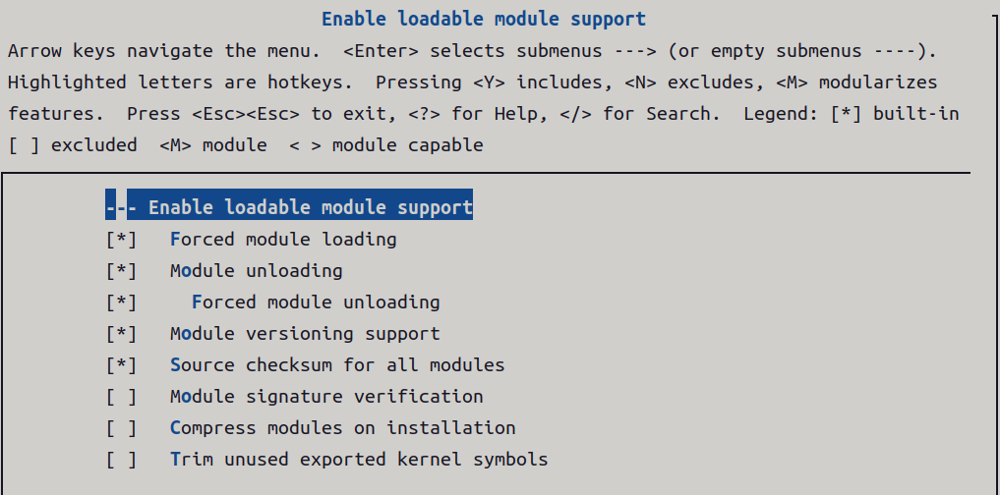 Enable loadable module support
Arrow keys navigate the menu.  <Enter> selects submenus ---> (or empty submenus ----).
Highlighted letters are hotkeys.  Pressing <Y> includes, <N> excludes, <M> modularizes
features.  Press <Esc><Esc> to exit, <?> for Help, </> for Search.  Legend: [*] built-in
[ ] excluded  <M> module  < > module capable
--- Enable loadable module support
[*]   Forced module loading
[*]   Module unloading
[*]     Forced module unloading
[*]   Module versioning support
[*]   Source checksum for all modules
[ ]   Module signature verification
[ ]   Compress modules on installation
[ ]   Trim unused exported kernel symbols